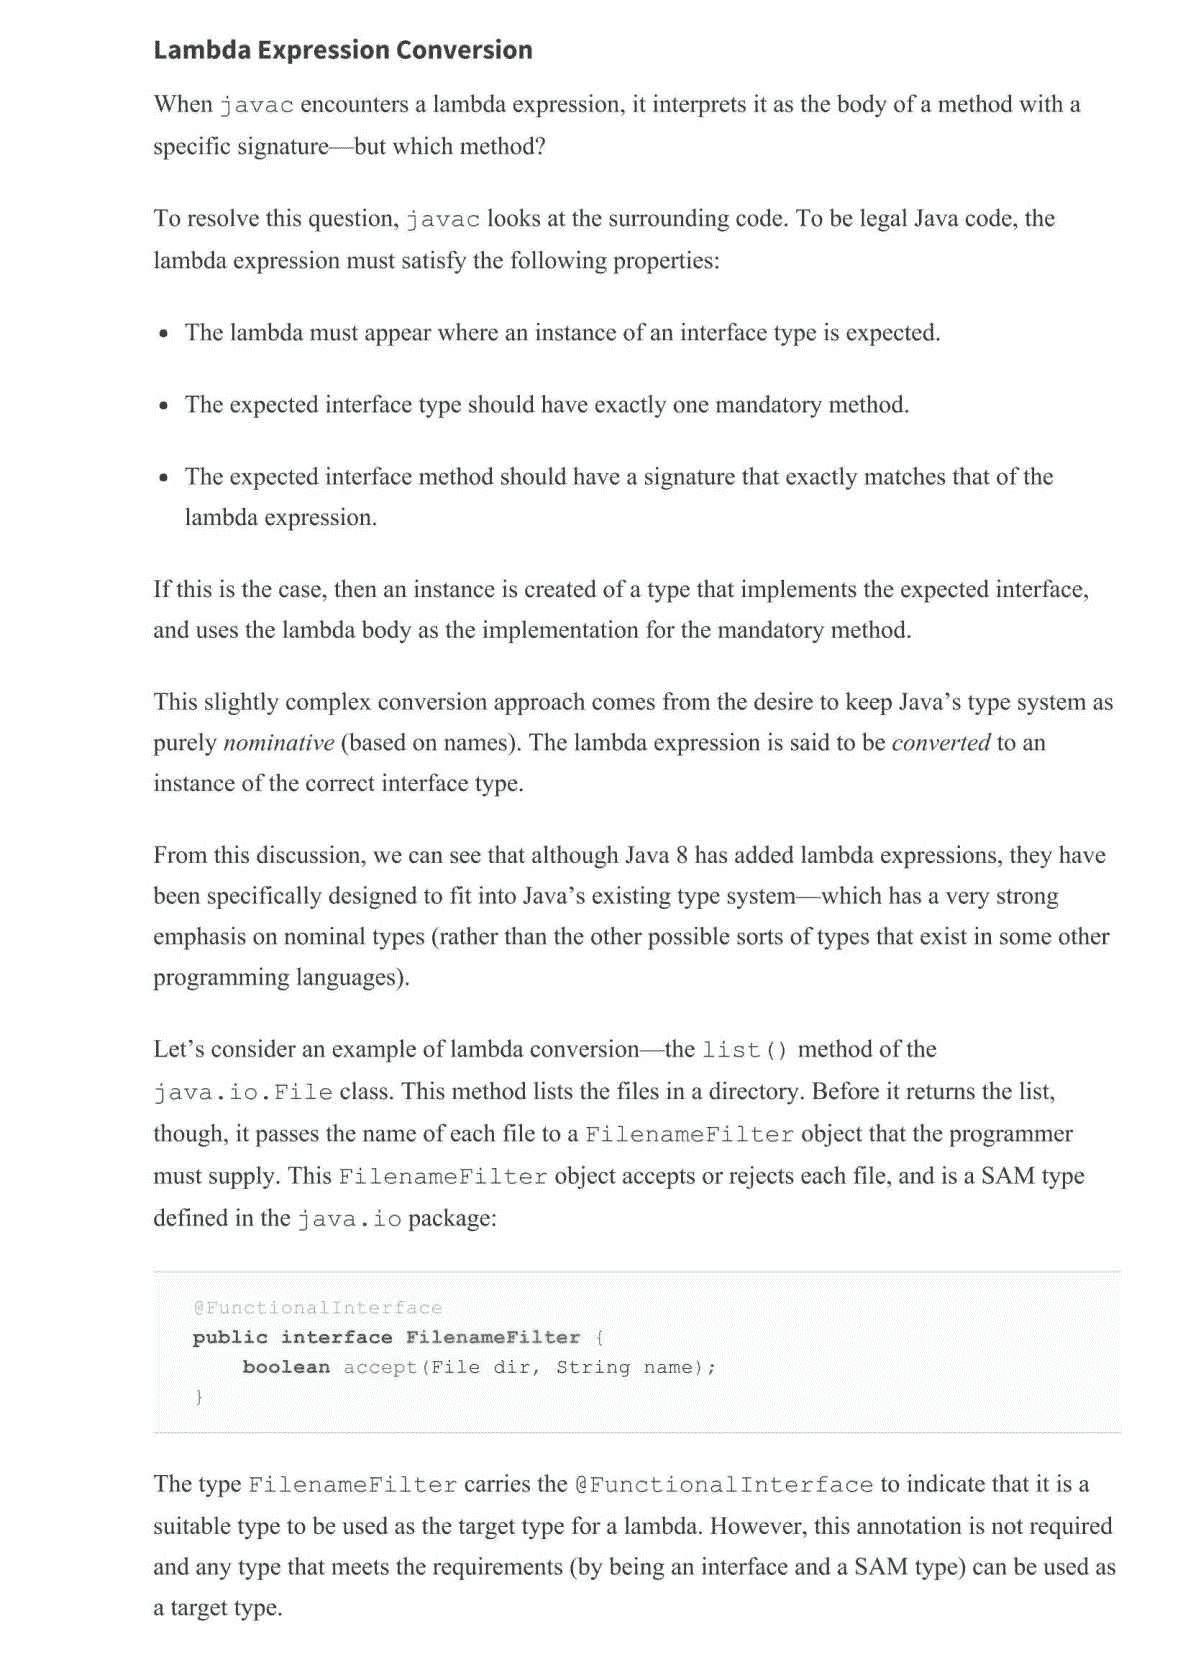 Lambda Expression Conversion
When javac encounters a lambda expression, it interprets it as the body of a method with a
specific signature—but which method?
To resolve this question, javac looks at the surrounding code. To be legal Java code, the
lambda expression must satisfy the following properties:
• The lambda must appear where an instance of an interface type is expected.
• The expected interface type should have exactly one mandatory method.
• The expected interface method should have a signature that exactly matches that of the
lambda expression.
If this is the case, then an instance is created of a type that implements the expected interface,
and uses the lambda body as the implementation for the mandatory method.
This slightly complex conversion approach comes from the desire to keep Java’s type system as
purely nominative (based on names). The lambda expression is said to be converted to an
instance of the correct interface type.
From this discussion, we can see that although Java 8 has added lambda expressions, they have
been specifically designed to fit into Java’s existing type system—which has a very strong
emphasis on nominal types (rather than the other possible sorts of types that exist in some other
programming languages).
Let’s consider an example of lambda conversion—the list() method of the
java.io.File class. This method lists the files in a directory. Before it returns the list,
though, it passes the name of each file to a FilenameFilter object that the programmer
must supply. This FilenameFilter object accepts or rejects each file, and is a SAM type
defined in the java.io package:
@FunctionalInterface
public interface FilenameFilter {
    boolean accept(File dir, String name);
}
The type FilenameFilter carries the @FunctionalInterface to indicate that it is a
suitable type to be used as the target type for a lambda. However, this annotation is not required
and any type that meets the requirements (by being an interface and a SAM type) can be used as
a target type.